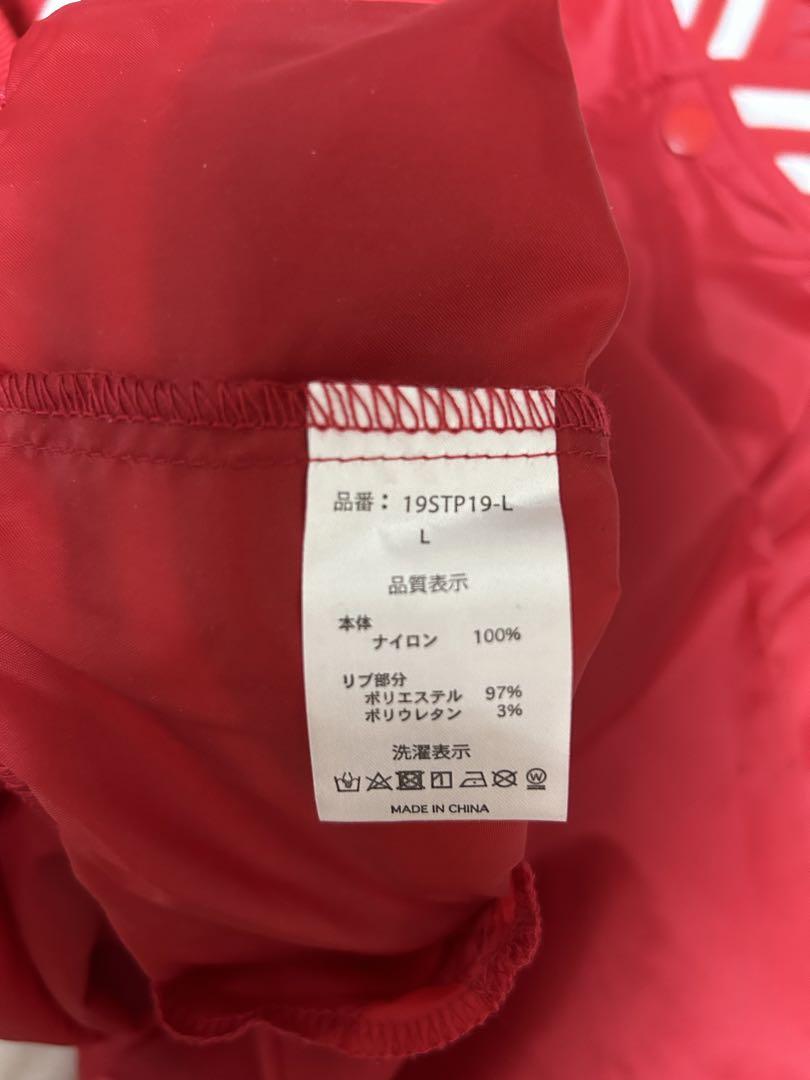 品番：19STP19-L
L
品質表示
本体
ナイロン 100%
リブ部分
ポリエステル 97%
ポリウレタン 3%
洗濯表示
MADE IN CHINA